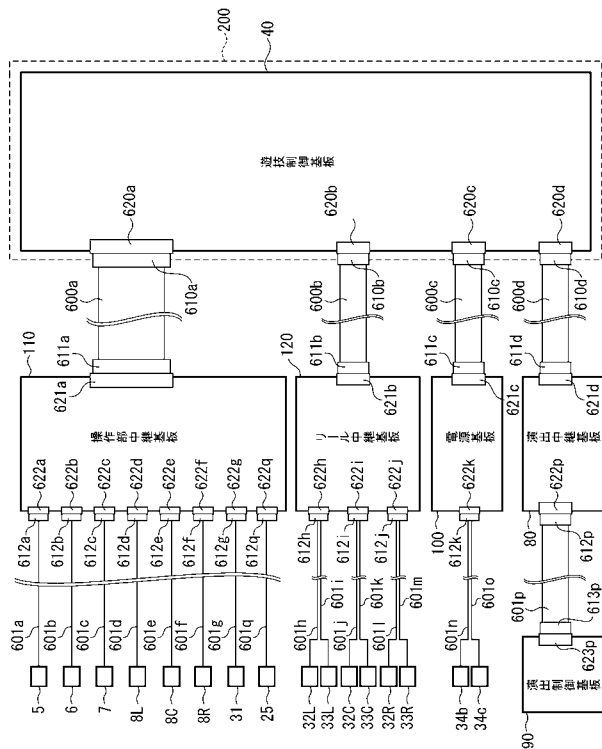 200
40
遊技制御基板
620a
620b
620c
620d
610a
610b
610c
610d
600a
600b
600c
600d
110
611a
621a
120
611b
621b
611c
621c
611d
621d
操作部中継基板
リール中継基板
電源基板
演出中継基板
622a
622b
622c
622d
622e
622f
622g
622q
622h
622i
622j
622k
622p
612a
612b
612c
612d
612e
612f
612g
612q
612h
612i
612j
100
612k
80
612p
601a
601b
601c
601d
601e
601f
601g
601q
601h
601i
601j
601k
601l
601m
601n
601o
601p
613p
623p
5
6
7
8L
8C
8R
31
25
32L
33L
32C
33C
32R
33R
34b
34c
演出制御基板
90